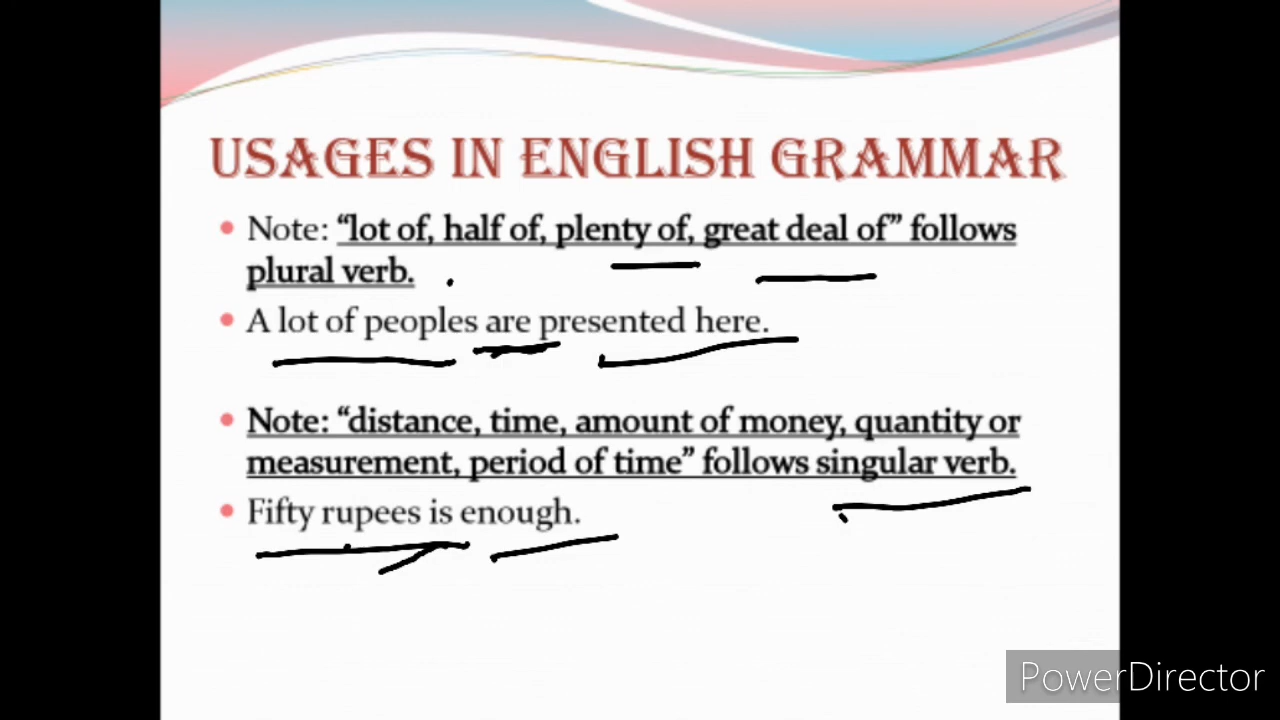 USAGES IN ENGLISH GRAMMAR
Note: “lot of, half of, plenty of, great deal of” follows
plural verb.
A lot of peoples are presented here.
Note: “distance, time, amount of money, quantity or
measurement, period of time” follows singular verb.
Fifty rupees is enough.
PowerDirector